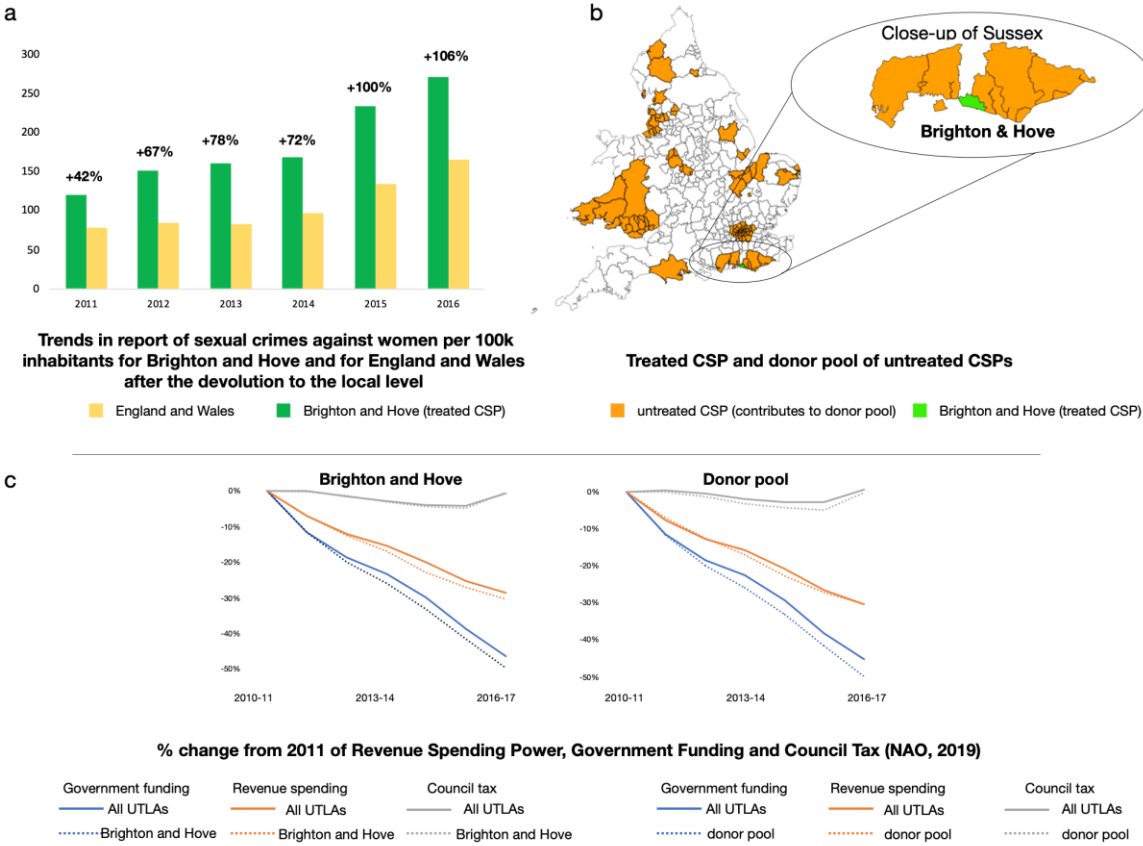 a
300
250
200
150
100
50
0
+42%
+67%
+78%
+72%
+100%
+106%
2011
2012
2013
2014
2015
2016
Trends in report of sexual crimes against women per 100k
inhabitants for Brighton and Hove and for England and Wales
after the devolution to the local level
England and Wales
Brighton and Hove (treated CSP)
b
Close-up of Sussex
Brighton & Hove
Treated CSP and donor pool of untreated CSPs
untreated CSP (contributes to donor pool)
Brighton and Hove (treated CSP)
c
Brighton and Hove
0%
-10%
-20%
-30%
-40%
-50%
2010-11
2013-14
2016-17
Donor pool
0%
-10%
-20%
-30%
-40%
-50%
2010-11
2013-14
2016-17
% change from 2011 of Revenue Spending Power, Government Funding and Council Tax (NAO, 2019)
Government funding
All UTLAs
Brighton and Hove
Revenue spending
All UTLAs
Brighton and Hove
Council tax
All UTLAs
Brighton and Hove
Government funding
All UTLAs
donor pool
Revenue spending
All UTLAs
donor pool
Council tax
All UTLAs
donor pool